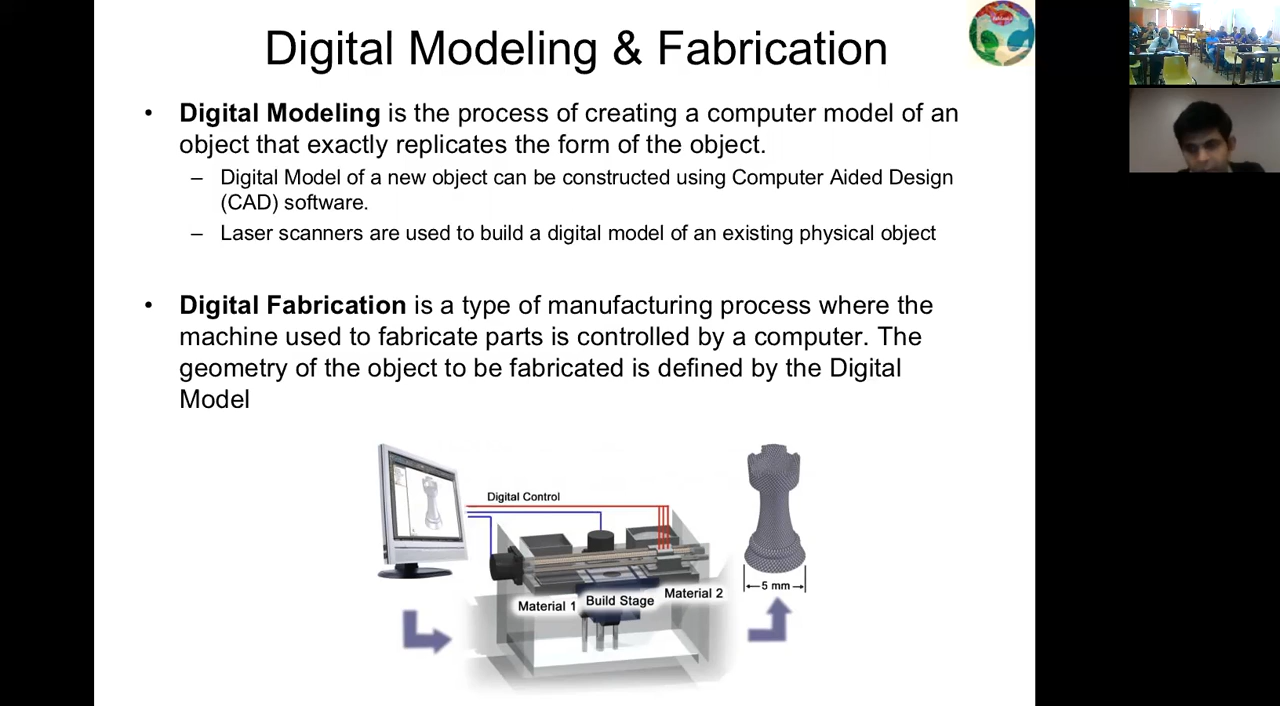 Digital Modeling & Fabrication
• Digital Modeling is the process of creating a computer model of an
object that exactly replicates the form of the object.
– Digital Model of a new object can be constructed using Computer Aided Design
(CAD) software.
– Laser scanners are used to build a digital model of an existing physical object
• Digital Fabrication is a type of manufacturing process where the
machine used to fabricate parts is controlled by a computer. The
geometry of the object to be fabricated is defined by the Digital
Model
Digital Control
Material 1
Build Stage
Material 2
5 mm